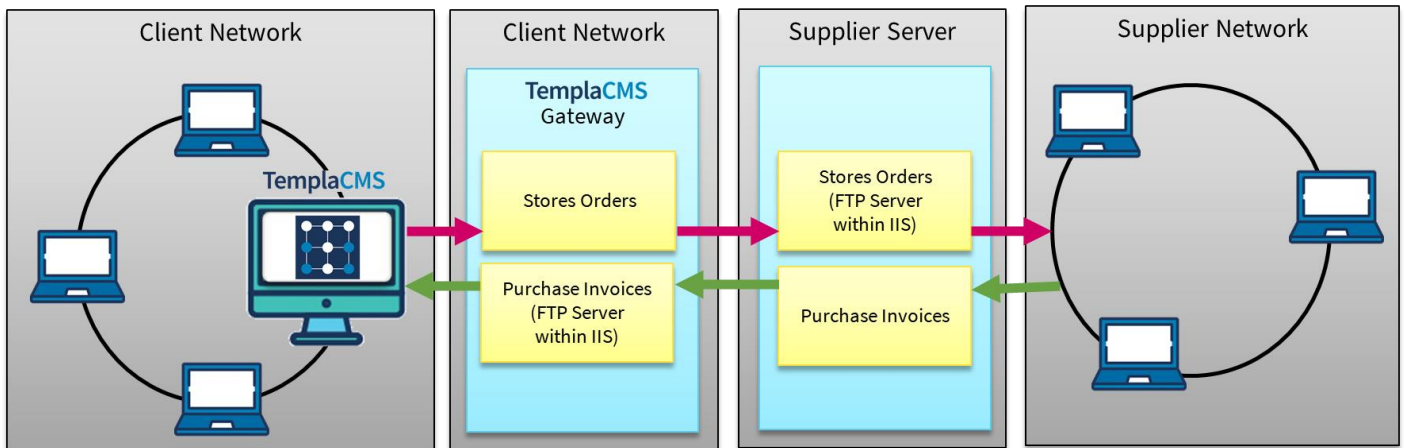 Client Network
TemplaCMS
Client Network
TemplaCMS
Gateway
Stores Orders
Purchase Invoices
(FTP Server
within IIS)
Supplier Server
Stores Orders
(FTP Server
within IIS)
Purchase Invoices
Supplier Network